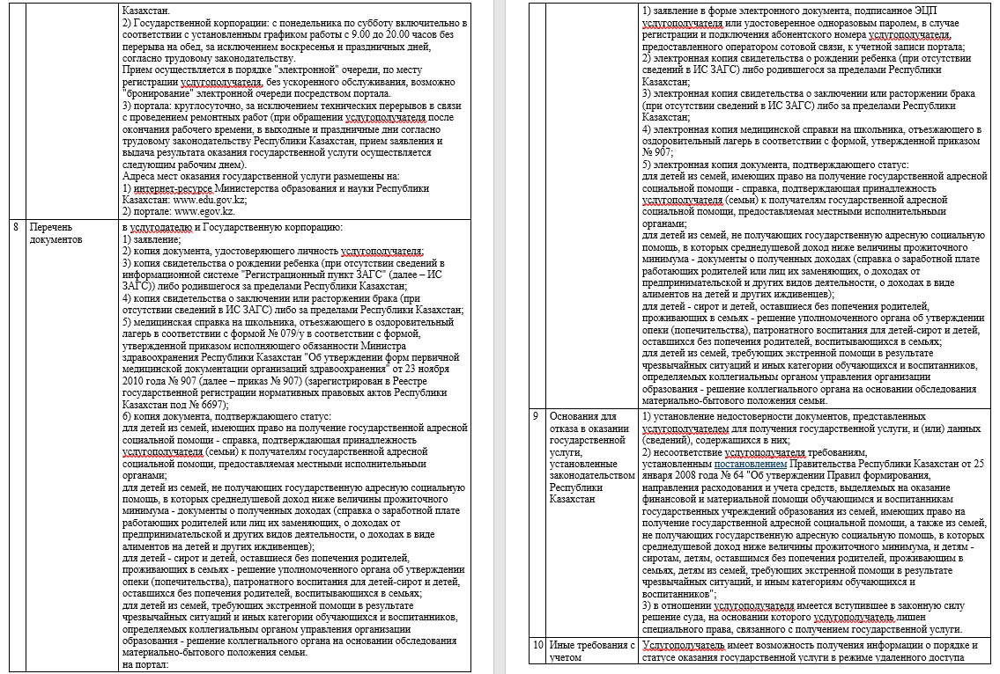 Казахстан.
2) Государственной корпорации: с понедельника по субботу включительно в
соответствии с установленным графиком работы с 9.00 до 20.00 часов без
перерыва на обед, за исключением воскресенья и праздничных дней,
согласно трудовому законодательству.
Прием осуществляется в порядке "электронной" очереди, по месту
регистрации услугополучателя, без ускоренного обслуживания, возможно
"бронирование" электронной очереди посредством портала.
3) портала: круглосуточно, за исключением технических перерывов в связи
с проведением ремонтных работ (при обращении услугополучателя после
окончания рабочего времени, в выходные и праздничные дни согласно
трудовому законодательству Республики Казахстан, прием заявления и
выдача результата оказания государственной услуги осуществляется
следующим рабочим днем).
Адреса мест оказания государственной услуги размещены на:
1) интернет-ресурсе Министерства образования и науки Республики
Казахстан: www.edu.gov.kz;
2) портале: www.egov.kz.
8
Перечень
документов
в услугодателю и Государственную корпорацию:
1) заявление;
2) копия документа, удостоверяющего личность услугополучателя;
3) копия свидетельства о рождении ребенка (при отсутствии сведений в
информационной системе "Регистрационный пункт ЗАГС" (далее – ИС
ЗАГС)) либо родившегося за пределами Республики Казахстан;
4) копия свидетельства о заключении или расторжении брака (при
отсутствии сведений в ИС ЗАГС) либо за пределами Республики Казахстан;
5) медицинская справка на школьника, отъезжающего в оздоровительный
лагерь в соответствии с формой № 079/у в соответствии с формой,
утвержденной приказом исполняющего обязанности Министра
здравоохранения Республики Казахстан "Об утверждении форм первичной
медицинской документации организаций здравоохранения" от 23 ноября
2010 года № 907 (далее – приказ № 907) (зарегистрирован в Реестре
государственной регистрации нормативных правовых актов Республики
Казахстан под № 6697);
6) копия документа, подтверждающего статус:
для детей из семей, имеющих право на получение государственной адресной
социальной помощи - справка, подтверждающая принадлежность
услугополучателя (семьи) к получателям государственной адресной
социальной помощи, предоставляемая местными исполнительными
органами;
для детей из семей, не получающих государственную адресную социальную
помощь, в которых среднедушевой доход ниже величины прожиточного
минимума - документы о полученных доходах (справка о заработной плате
работающих родителей или лиц их заменяющих, о доходах от
предпринимательской и других видов деятельности, о доходах в виде
алиментов на детей и других иждивенцев);
для детей - сирот и детей, оставшиеся без попечения родителей,
проживающих в семьях - решение уполномоченного органа об утверждении
опеки (попечительства), патронатного воспитания для детей-сирот и детей,
оставшихся без попечения родителей, воспитывающихся в семьях;
для детей из семей, требующих экстренной помощи в результате
чрезвычайных ситуаций и иных категории обучающихся и воспитанников,
определяемых коллегиальным органом управления организации
образования - решение коллегиального органа на основании обследования
материально-бытового положения семьи.
на портал:
1) заявление в форме электронного документа, подписанное ЭЦП
услугополучателя или удостоверенное одноразовым паролем, в случае
регистрации и подключения абонентского номера услугополучателя,
предоставленного оператором сотовой связи, к учетной записи портала;
2) электронная копия свидетельства о рождении ребенка (при отсутствии
сведений в ИС ЗАГС) либо родившегося за пределами Республики
Казахстан;
3) электронная копия свидетельства о заключении или расторжении брака
(при отсутствии сведений в ИС ЗАГС) либо за пределами Республики
Казахстан;
4) электронная копия медицинской справки на школьника, отъезжающего в
оздоровительный лагерь в соответствии с формой, утвержденной приказом
№ 907;
5) электронная копия документа, подтверждающего статус:
для детей из семей, имеющих право на получение государственной адресной
социальной помощи - справка, подтверждающая принадлежность
услугополучателя (семьи) к получателям государственной адресной
социальной помощи, предоставляемая местными исполнительными
органами;
для детей из семей, не получающих государственную адресную социальную
помощь, в которых среднедушевой доход ниже величины прожиточного
минимума - документы о полученных доходах (справка о заработной плате
работающих родителей или лиц их заменяющих, о доходах от
предпринимательской и других видов деятельности, о доходах в виде
алиментов на детей и других иждивенцев);
для детей - сирот и детей, оставшиеся без попечения родителей,
проживающих в семьях - решение уполномоченного органа об утверждении
опеки (попечительства), патронатного воспитания для детей-сирот и детей,
оставшихся без попечения родителей, воспитывающихся в семьях;
для детей из семей, требующих экстренной помощи в результате
чрезвычайных ситуаций и иных категории обучающихся и воспитанников,
определяемых коллегиальным органом управления организации
образования - решение коллегиального органа на основании обследования
материально-бытового положения семьи.
9
Основания для
отказа в оказании
государственной
услуги,
установленные
законодательством
Республики
Казахстан
1) установление недостоверности документов, представленных
услугополучателем для получения государственной услуги, и (или) данных
(сведений), содержащихся в них;
2) несоответствие услугополучателя требованиям,
установленным постановлением Правительства Республики Казахстан от 25
января 2008 года № 64 "Об утверждении Правил формирования,
направления расходования и учета средств, выделяемых на оказание
финансовой и материальной помощи обучающимся и воспитанникам
государственных учреждений образования из семей, имеющих право на
получение государственной адресной социальной помощи, а также из семей,
не получающих государственную адресную социальную помощь, в которых
среднедушевой доход ниже величины прожиточного минимума, и детям -
сиротам, детям, оставшимся без попечения родителей, проживающим в
семьях, детям из семей, требующих экстренной помощи в результате
чрезвычайных ситуаций, и иным категориям обучающихся и
воспитанников";
3) в отношении услугополучателя имеется вступившее в законную силу
решение суда, на основании которого услугополучатель лишен
специального права, связанного с получением государственной услуги.
10
Иные требования с
учетом
Услугополучатель имеет возможность получения информации о порядке и
статусе оказания государственной услуги в режиме удаленного доступа